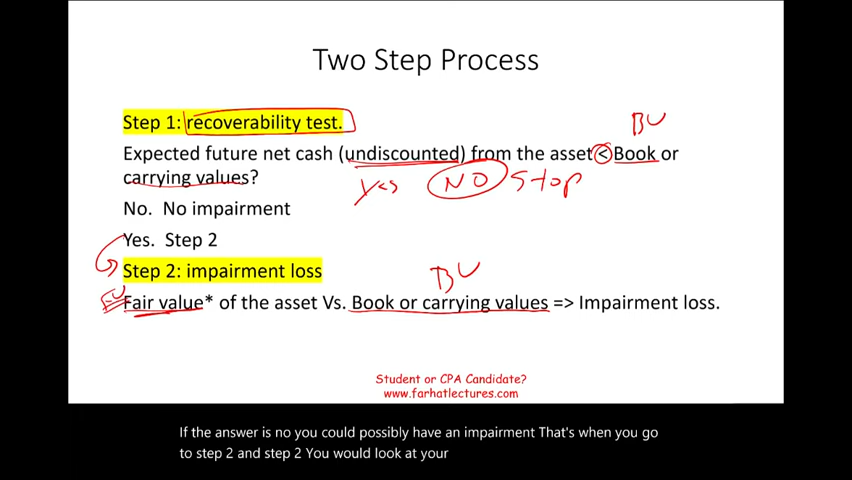 Two Step Process
Step 1: recoverability test.
BV
Expected future net cash (undiscounted) from the asset < Book or
carrying values?
Yes NO Stop
No. No impairment
Yes. Step 2
Step 2: impairment loss
BV
FV
Fair value* of the asset Vs. Book or carrying values => Impairment loss.
Student or CPA Candidate?
www.farhatlectures.com
If the answer is no you could possibly have an impairment That's when you go
to step 2 and step 2 You would look at your